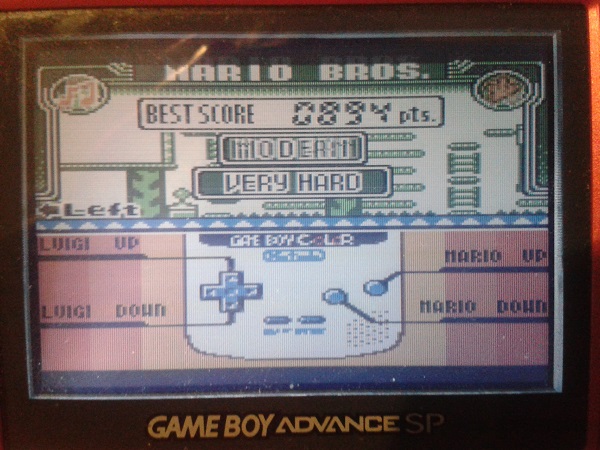 MARIO BROS.
BEST SCORE 0894 pts.
MODERN
VERY HARD
Left
GAME BOY COLOR
LUIGI UP
MARIO UP
LUIGI DOWN
MARIO DOWN
GAME BOY ADVANCE SP